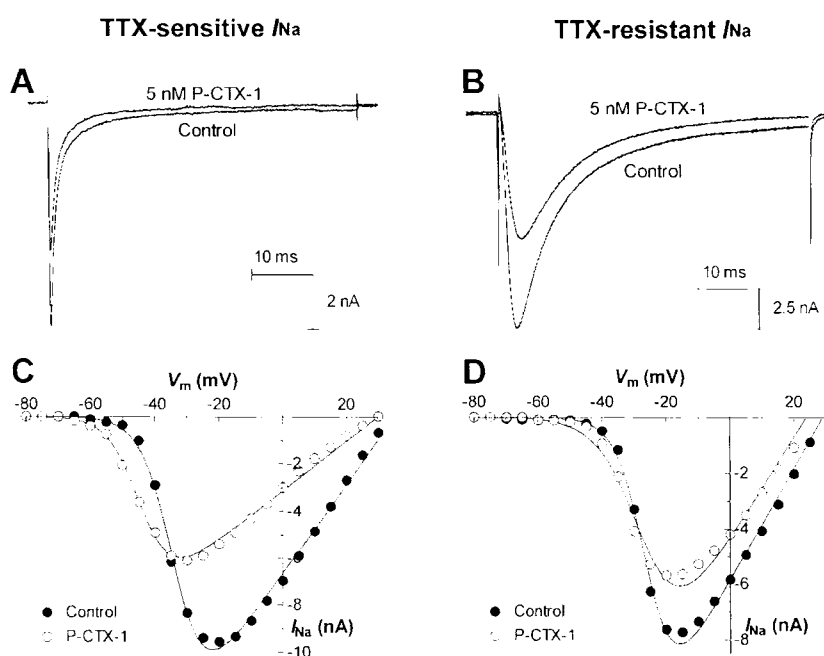 TTX-sensitive INa
TTX-resistant INa
A
5 nM P-CTX-1
Control
10 ms
2 nA
B
5 nM P-CTX-1
Control
10 ms
2.5 nA
C
Vm (mV)
-80 -60 -40 -20 0 20
-2
-4
-6
-8
-10
INa (nA)
Control
P-CTX-1
D
Vm (mV)
-80 -60 -40 -20 0 20
-2
-4
-6
-8
INa (nA)
Control
P-CTX-1